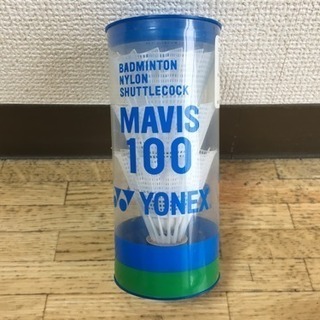 BADMINTON
NYLON
SHUTTLECOCK
MAVIS
100
YONEX